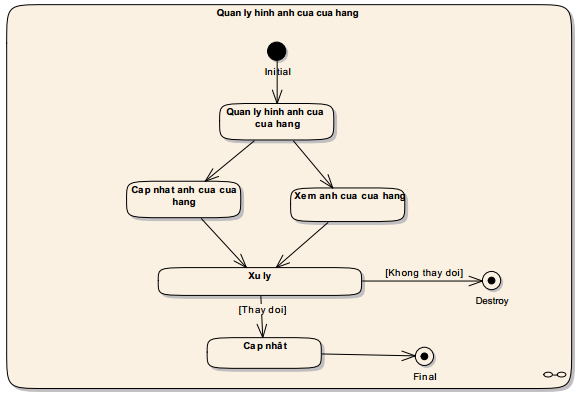 Quan ly hinh anh cua cua hang
Initial
Quan ly hinh anh cua
cua hang
Cap nhat anh cua cua
hang
Xem anh cua cua hang
Xu ly
[Khong thay doi]
Destroy
[Thay doi]
Cap nhât
Final